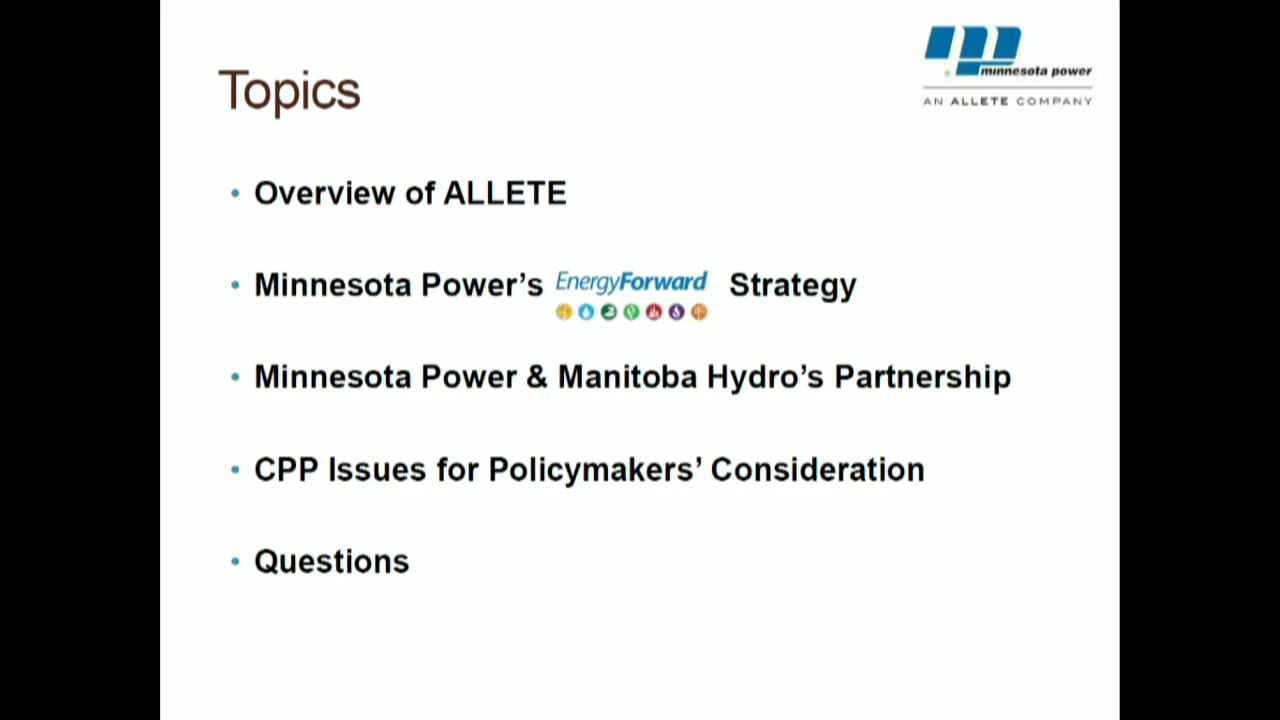 minnesota power
AN ALLETE COMPANY
Topics
• Overview of ALLETE
• Minnesota Power’s EnergyForward Strategy
• Minnesota Power & Manitoba Hydro’s Partnership
• CPP Issues for Policymakers’ Consideration
• Questions